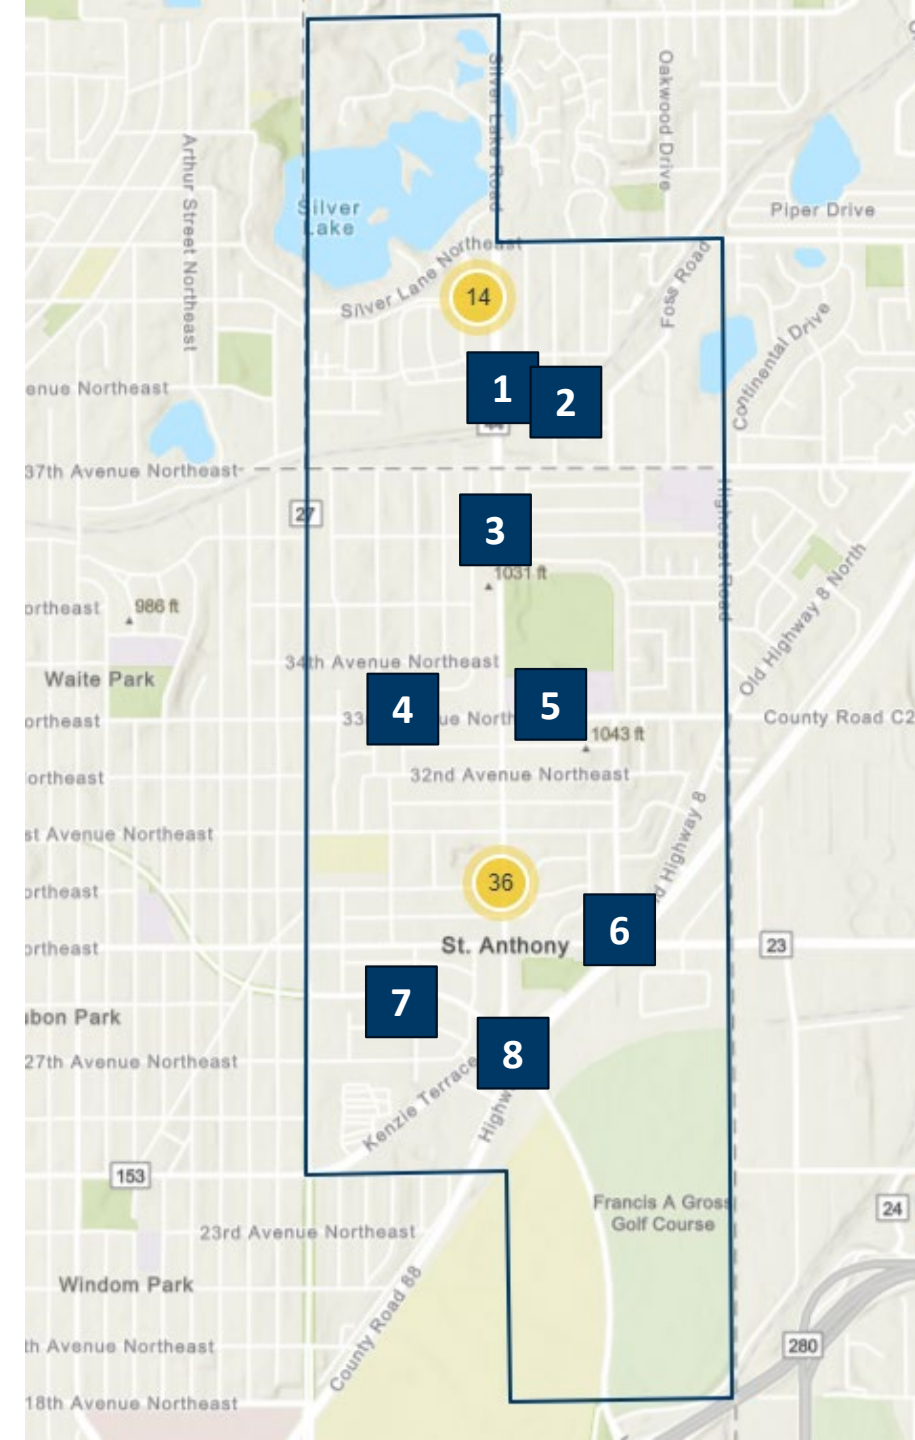 Silver Lake Road
Oakwood Drive
Arthur Street Northeast
Silver
Lake
Piper Drive
Silver Lane Northeast
Foss Road
14
Continental Drive
1
2
enue Northeast
44
37th Avenue Northeast
27
3
Highcrest Road
1031 ft
986 ft
ortheast
Old Highway 8 North
34th Avenue Northeast
Waite Park
4
5
33
ue North
ortheast
County Road C2
1043 ft
32nd Avenue Northeast
ortheast
st Avenue Northeast
d Highway 8
36
ortheast
6
St. Anthony
23
ortheast
7
bon Park
8
27th Avenue Northeast
Kenzie Terrace
Highw
153
Francis A Gross
Golf Course
24
23rd Avenue Northeast
Windom Park
County Road 88
th Avenue Northeast
280
18th Avenue Northeast